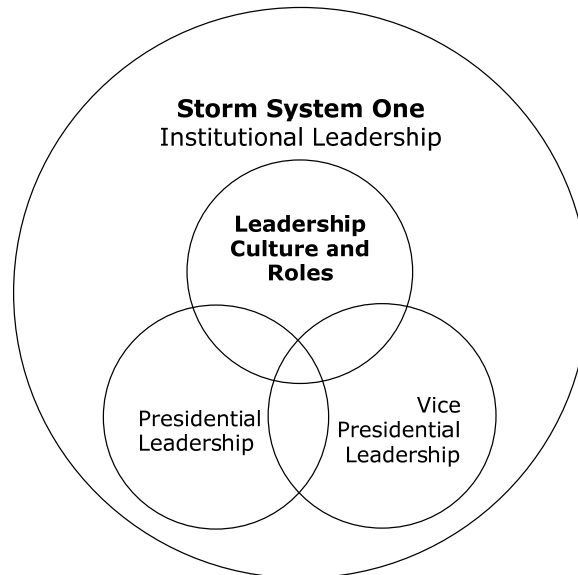 Storm System One
Institutional Leadership
Leadership
Culture and
Roles
Presidential
Leadership
Vice
Presidential
Leadership